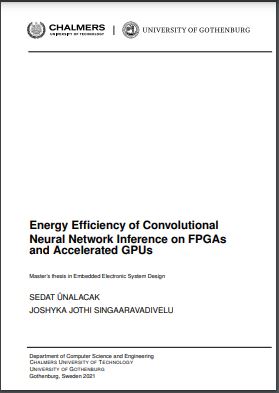 CHALMERS
UNIVERSITY OF TECHNOLOGY
UNIVERSITY OF GOTHENBURG
Energy Efficiency of Convolutional
Neural Network Inference on FPGAs
and Accelerated GPUs
Master's thesis in Embedded Electronic System Design
SEDAT ÜNALACAK
JOSHYKA JOTHI SINGAARAVADIVELU
Department of Computer Science and Engineering
CHALMERS UNIVERSITY OF TECHNOLOGY
UNIVERSITY OF GOTHENBURG
Gothenburg, Sweden 2021